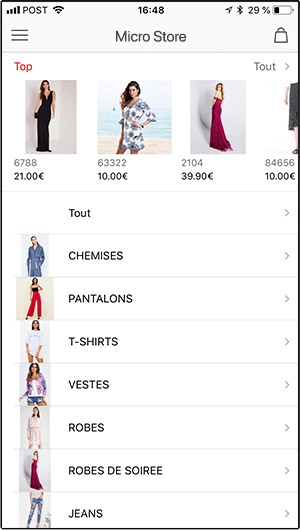 POST 16:48 29 %
Micro Store
Top Tout
6788 63322 2104 84656
21.00€ 10.00€ 39.90€ 10.00€
Tout
CHEMISES
PANTALONS
T-SHIRTS
VESTES
ROBES
ROBES DE SOIREE
JEANS